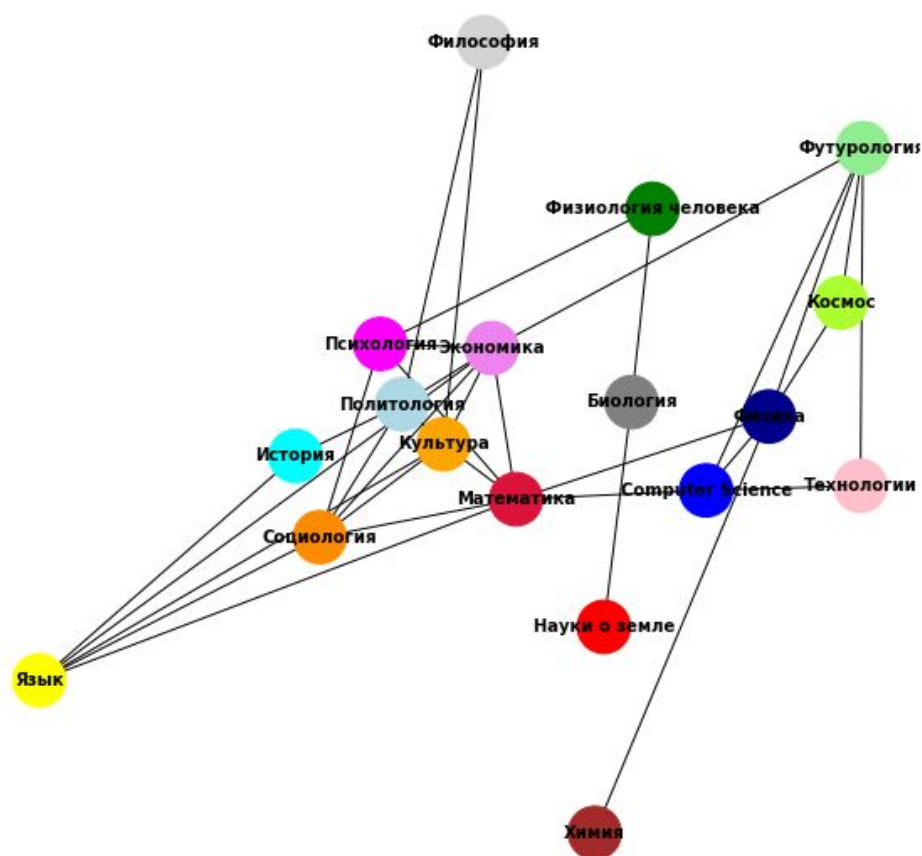 Философия
Футурология
Физиология человека
Космос
Психология
Экономика
Политология
Биология
Физика
Культура
История
Математика
Computer Science
Технологии
Социология
Науки о земле
Язык
Химия